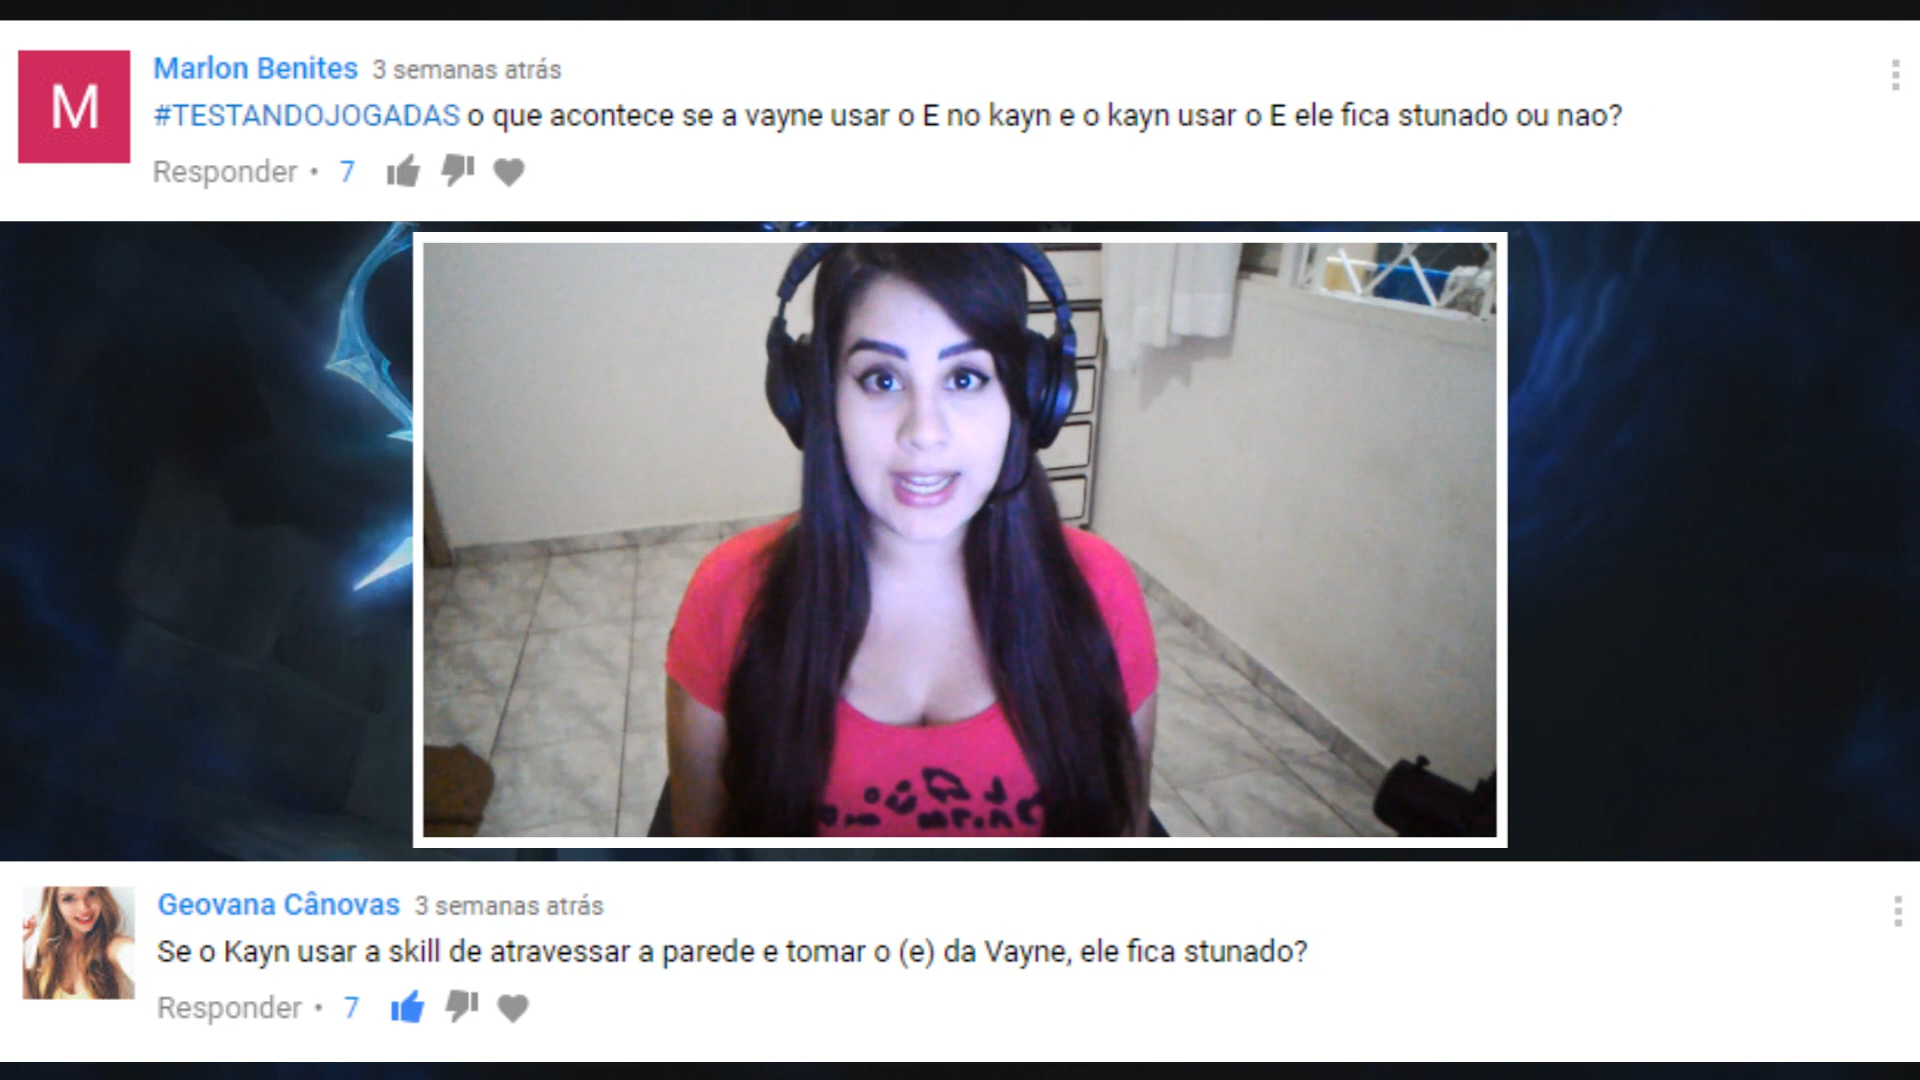 M
Marlon Benites 3 semanas atrás
#TESTANDOJOGADAS o que acontece se a vayne usar o E no kayn e o kayn usar o E ele fica stunado ou nao?
Responder • 7
Geovana Cânovas 3 semanas atrás
Se o Kayn usar a skill de atravessar a parede e tomar o (e) da Vayne, ele fica stunado?
Responder • 7